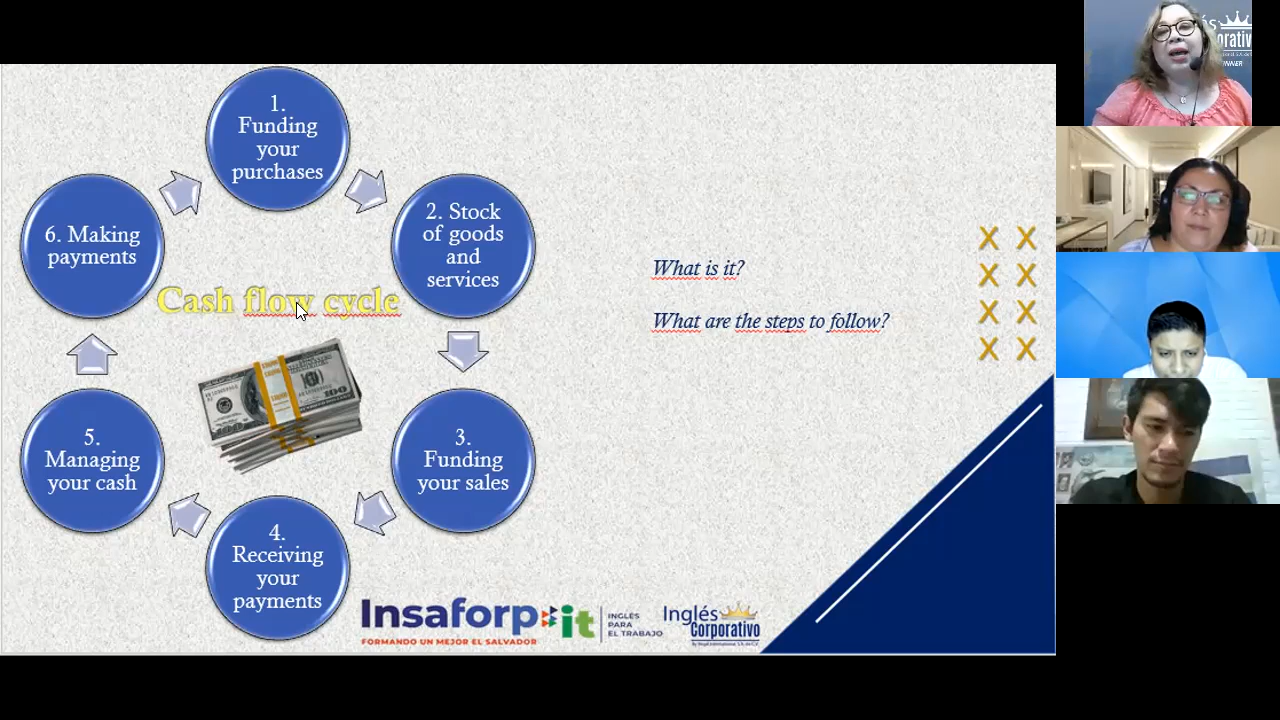 1.
Funding
your
purchases
2. Stock
of goods
and
services
3.
Funding
your sales
4.
Receiving
your
payments
5.
Managing
your cash
6. Making
payments
Cash flow cycle
What is it?
What are the steps to follow?
X X
X X
X X
X X
Insaforp it
FORMANDO UN MEJOR EL SALVADOR
INGLÉS
PARA
EL TRABAJO
Inglés
Corporativo